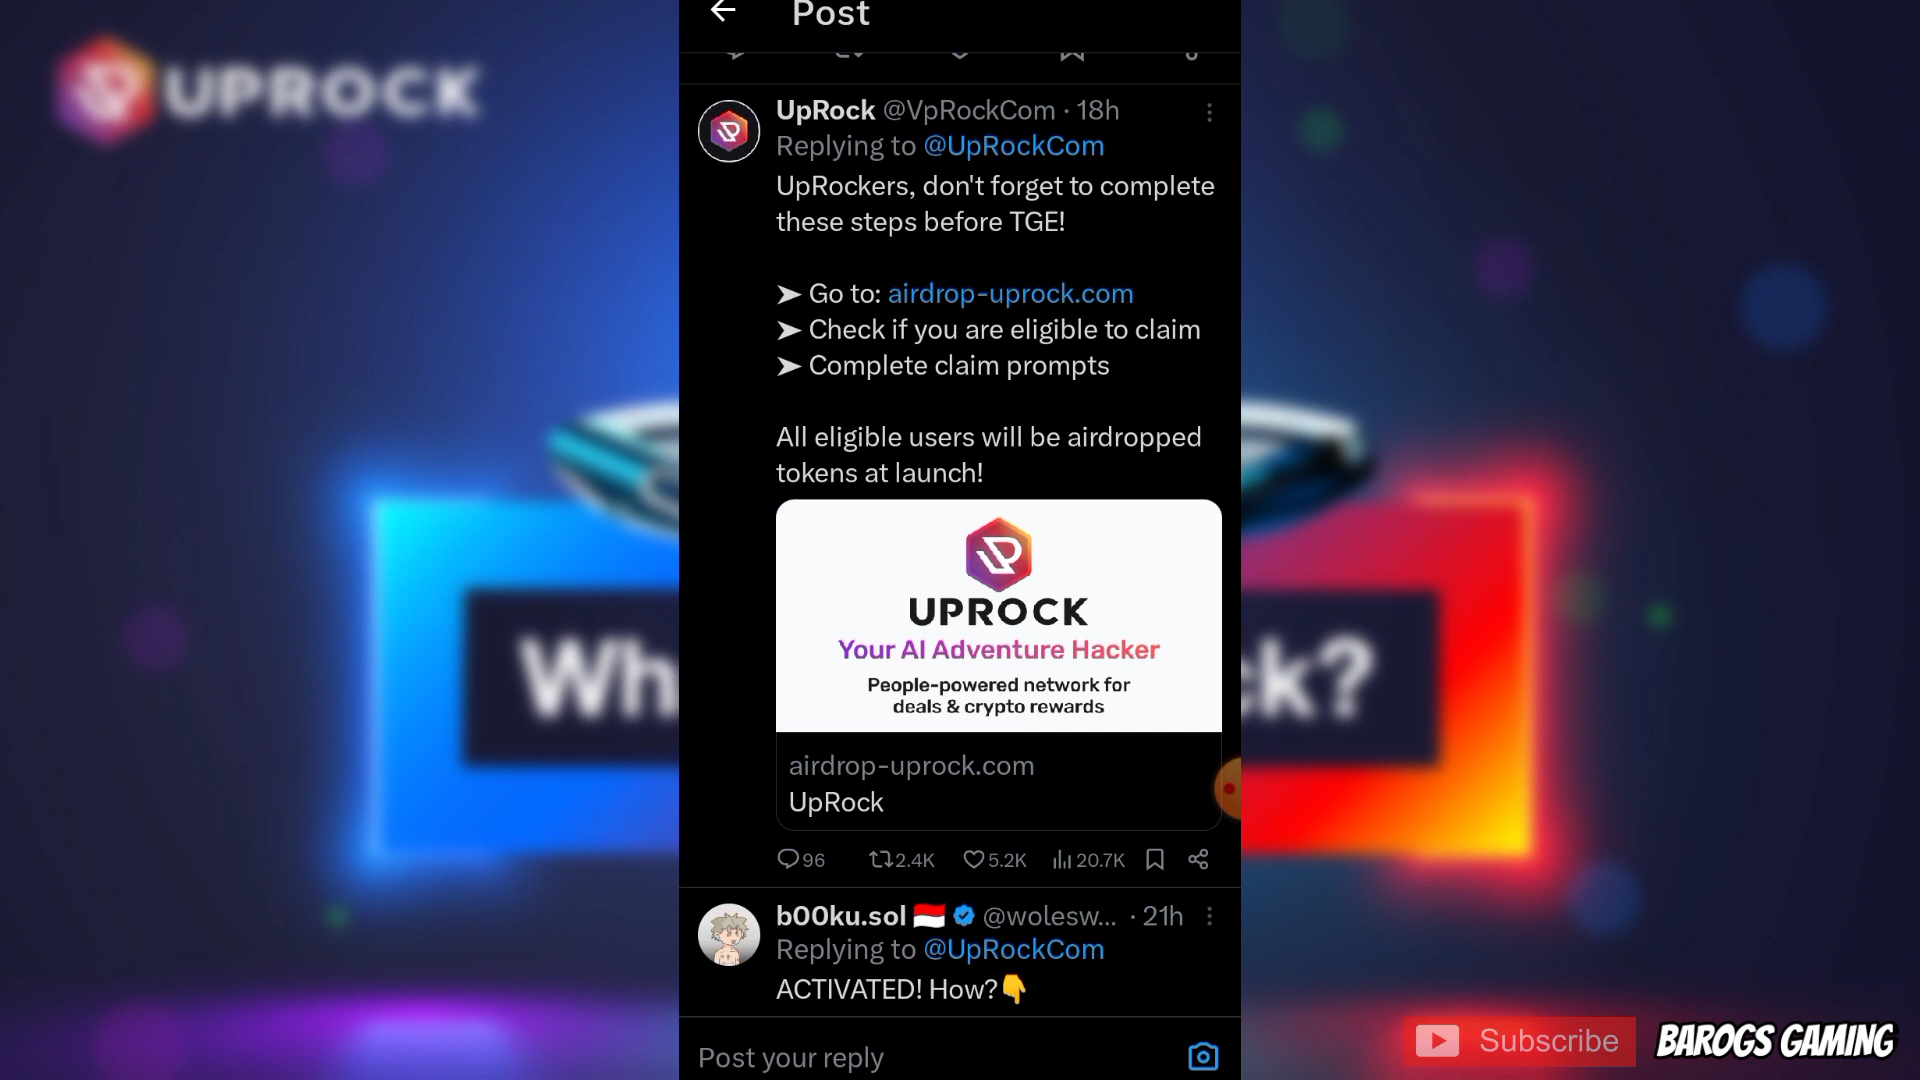 UPROCK
Post
UpRock @VpRockCom · 18h
Replying to @UpRockCom
UpRockers, don't forget to complete
these steps before TGE!
➤ Go to: airdrop-uprock.com
➤ Check if you are eligible to claim
➤ Complete claim prompts
All eligible users will be airdropped
tokens at launch!
UPROCK
Your AI Adventure Hacker
People-powered network for
deals & crypto rewards
airdrop-uprock.com
UpRock
96 2.4K 5.2K 20.7K
Wh
ck?
b00ku.sol 🇮🇩 @wolesw... · 21h
Replying to @UpRockCom
ACTIVATED! How?👇
Post your reply
Subscribe
BAROGS GAMING